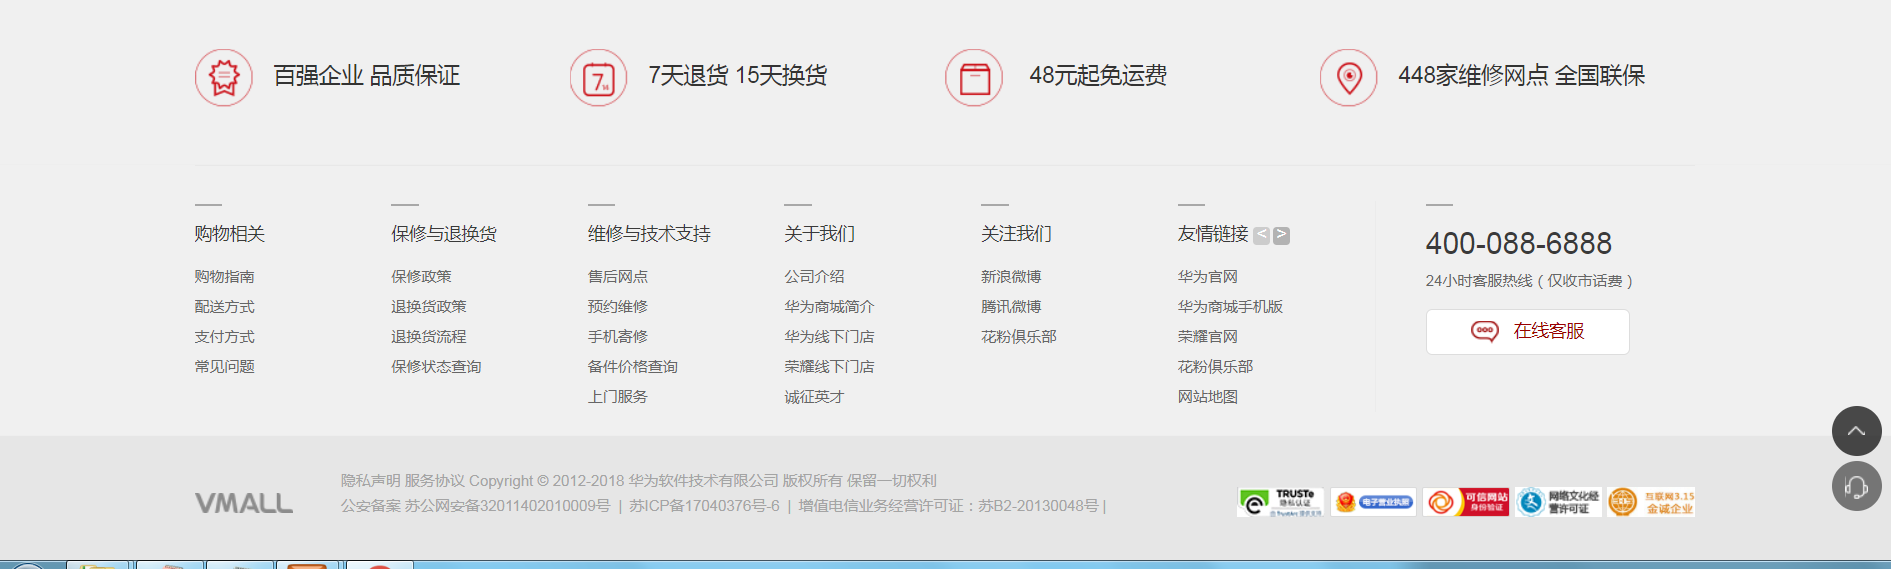 百强企业 品质保证
7天退货 15天换货
48元起免运费
448家维修网点 全国联保
购物相关
购物指南
配送方式
支付方式
常见问题
保修与退换货
保修政策
退换货政策
退换货流程
保修状态查询
维修与技术支持
售后网点
预约维修
手机寄修
备件价格查询
上门服务
关于我们
公司介绍
华为商城简介
华为线下门店
荣耀线下门店
诚征英才
关注我们
新浪微博
腾讯微博
花粉俱乐部
友情链接 < >
华为官网
华为商城手机版
荣耀官网
花粉俱乐部
网站地图
400-088-6888
24小时客服热线（仅收市话费）
在线客服
VMALL
隐私声明 服务协议 Copyright © 2012-2018 华为软件技术有限公司 版权所有 保留一切权利
公安备案 苏公网安备32011402010009号 | 苏ICP备17040376号-6 | 增值电信业务经营许可证：苏B2-20130048号 |
TRUSTe
隐私认证
由 TrustArc 提供支持
电子营业执照
可信网站
身份验证
网络文化经
营许可证
互联网3.15
金诚企业